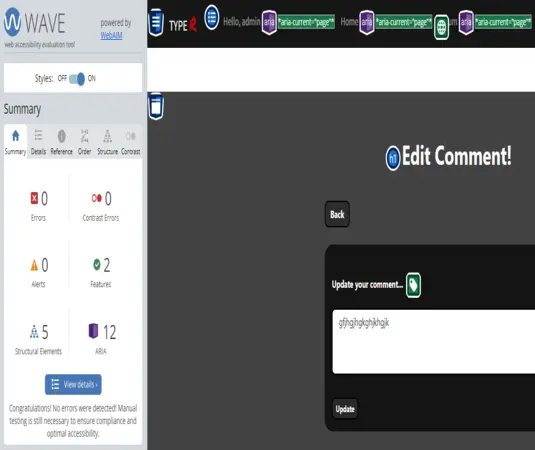 WAVE
powered by
WebAIM
web accessibility evaluation tool
Styles: OFF ON
Summary
Summary Details Reference Order Structure Contrast
0 Errors
0 Contrast Errors
0 Alerts
2 Features
5 Structural Elements
12 ARIA
View details ›
Congratulations! No errors were detected! Manual
testing is still necessary to ensure compliance and
optimal accessibility.
TYPE R Hello, admin aria *aria-current="page"* Home aria *aria-current="page"* um aria *aria-current="page"*
h1 Edit Comment!
Back
Update your comment...
gfjhgjhgkghjkhgjk
Update